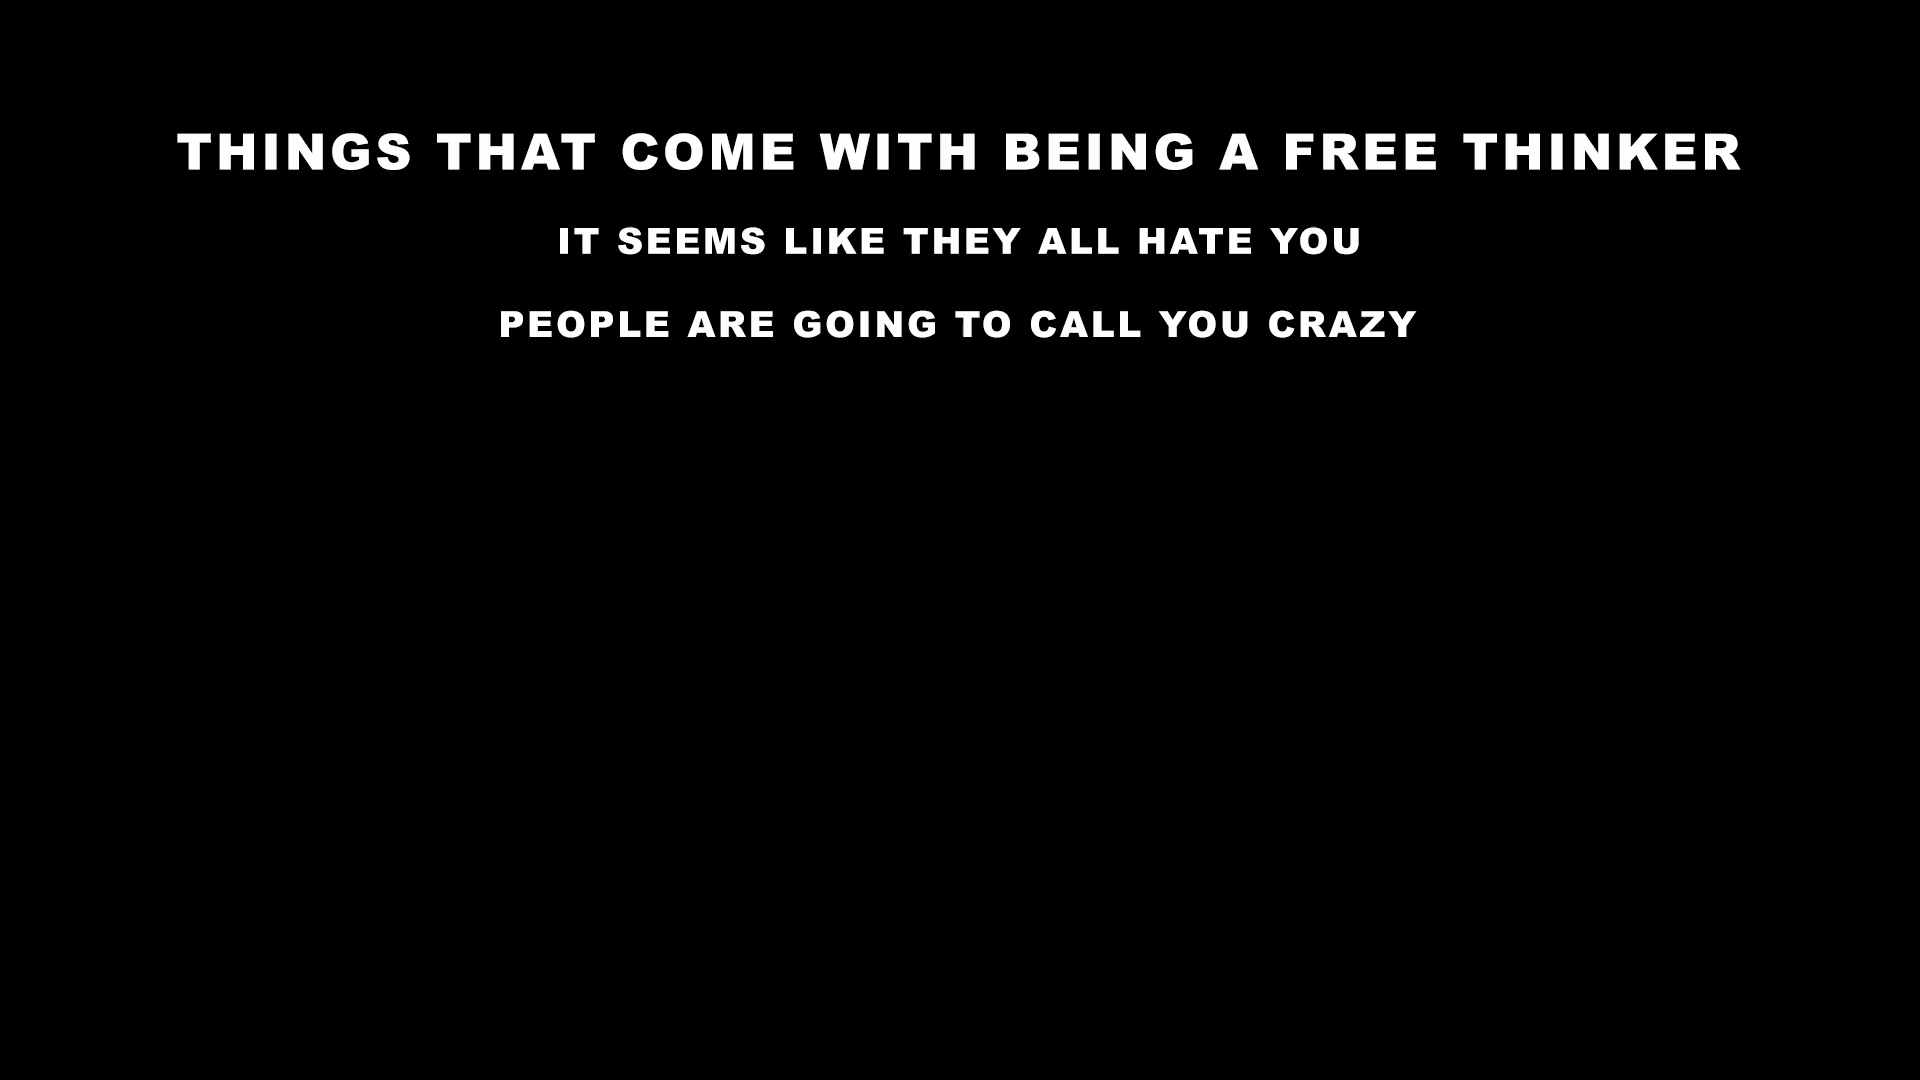 THINGS THAT COME WITH BEING A FREE THINKER
IT SEEMS LIKE THEY ALL HATE YOU
PEOPLE ARE GOING TO CALL YOU CRAZY